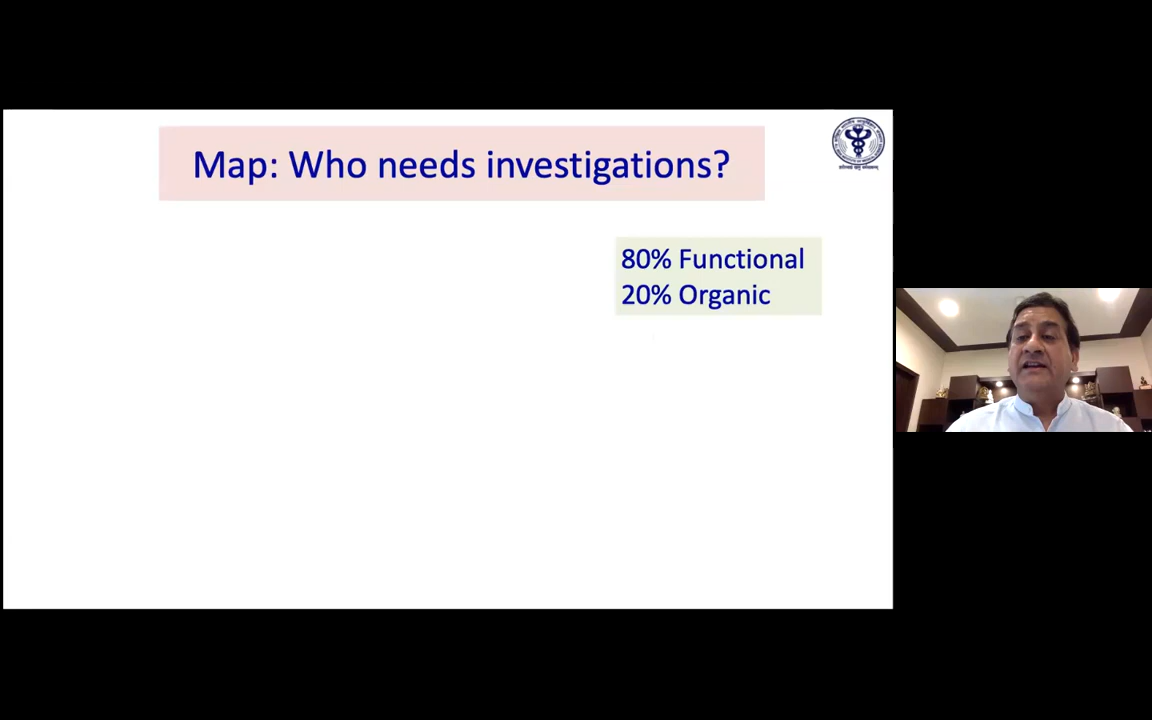 Map: Who needs investigations?
80% Functional
20% Organic